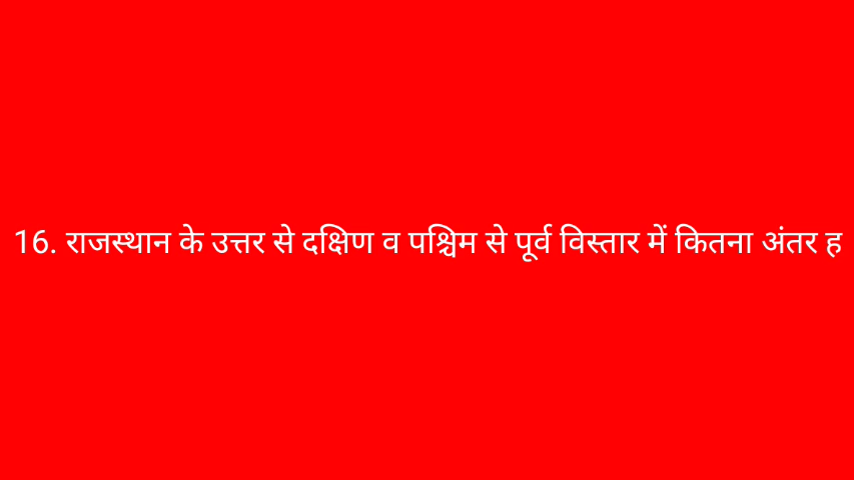 16. राजस्थान के उत्तर से दक्षिण व पश्चिम से पूर्व विस्तार में कितना अंतर ह